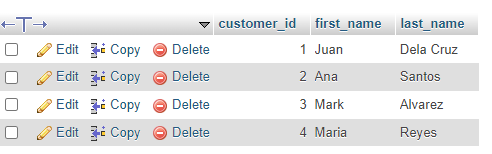 customer_id first_name last_name
Edit Copy Delete 1 Juan Dela Cruz
Edit Copy Delete 2 Ana Santos
Edit Copy Delete 3 Mark Alvarez
Edit Copy Delete 4 Maria Reyes